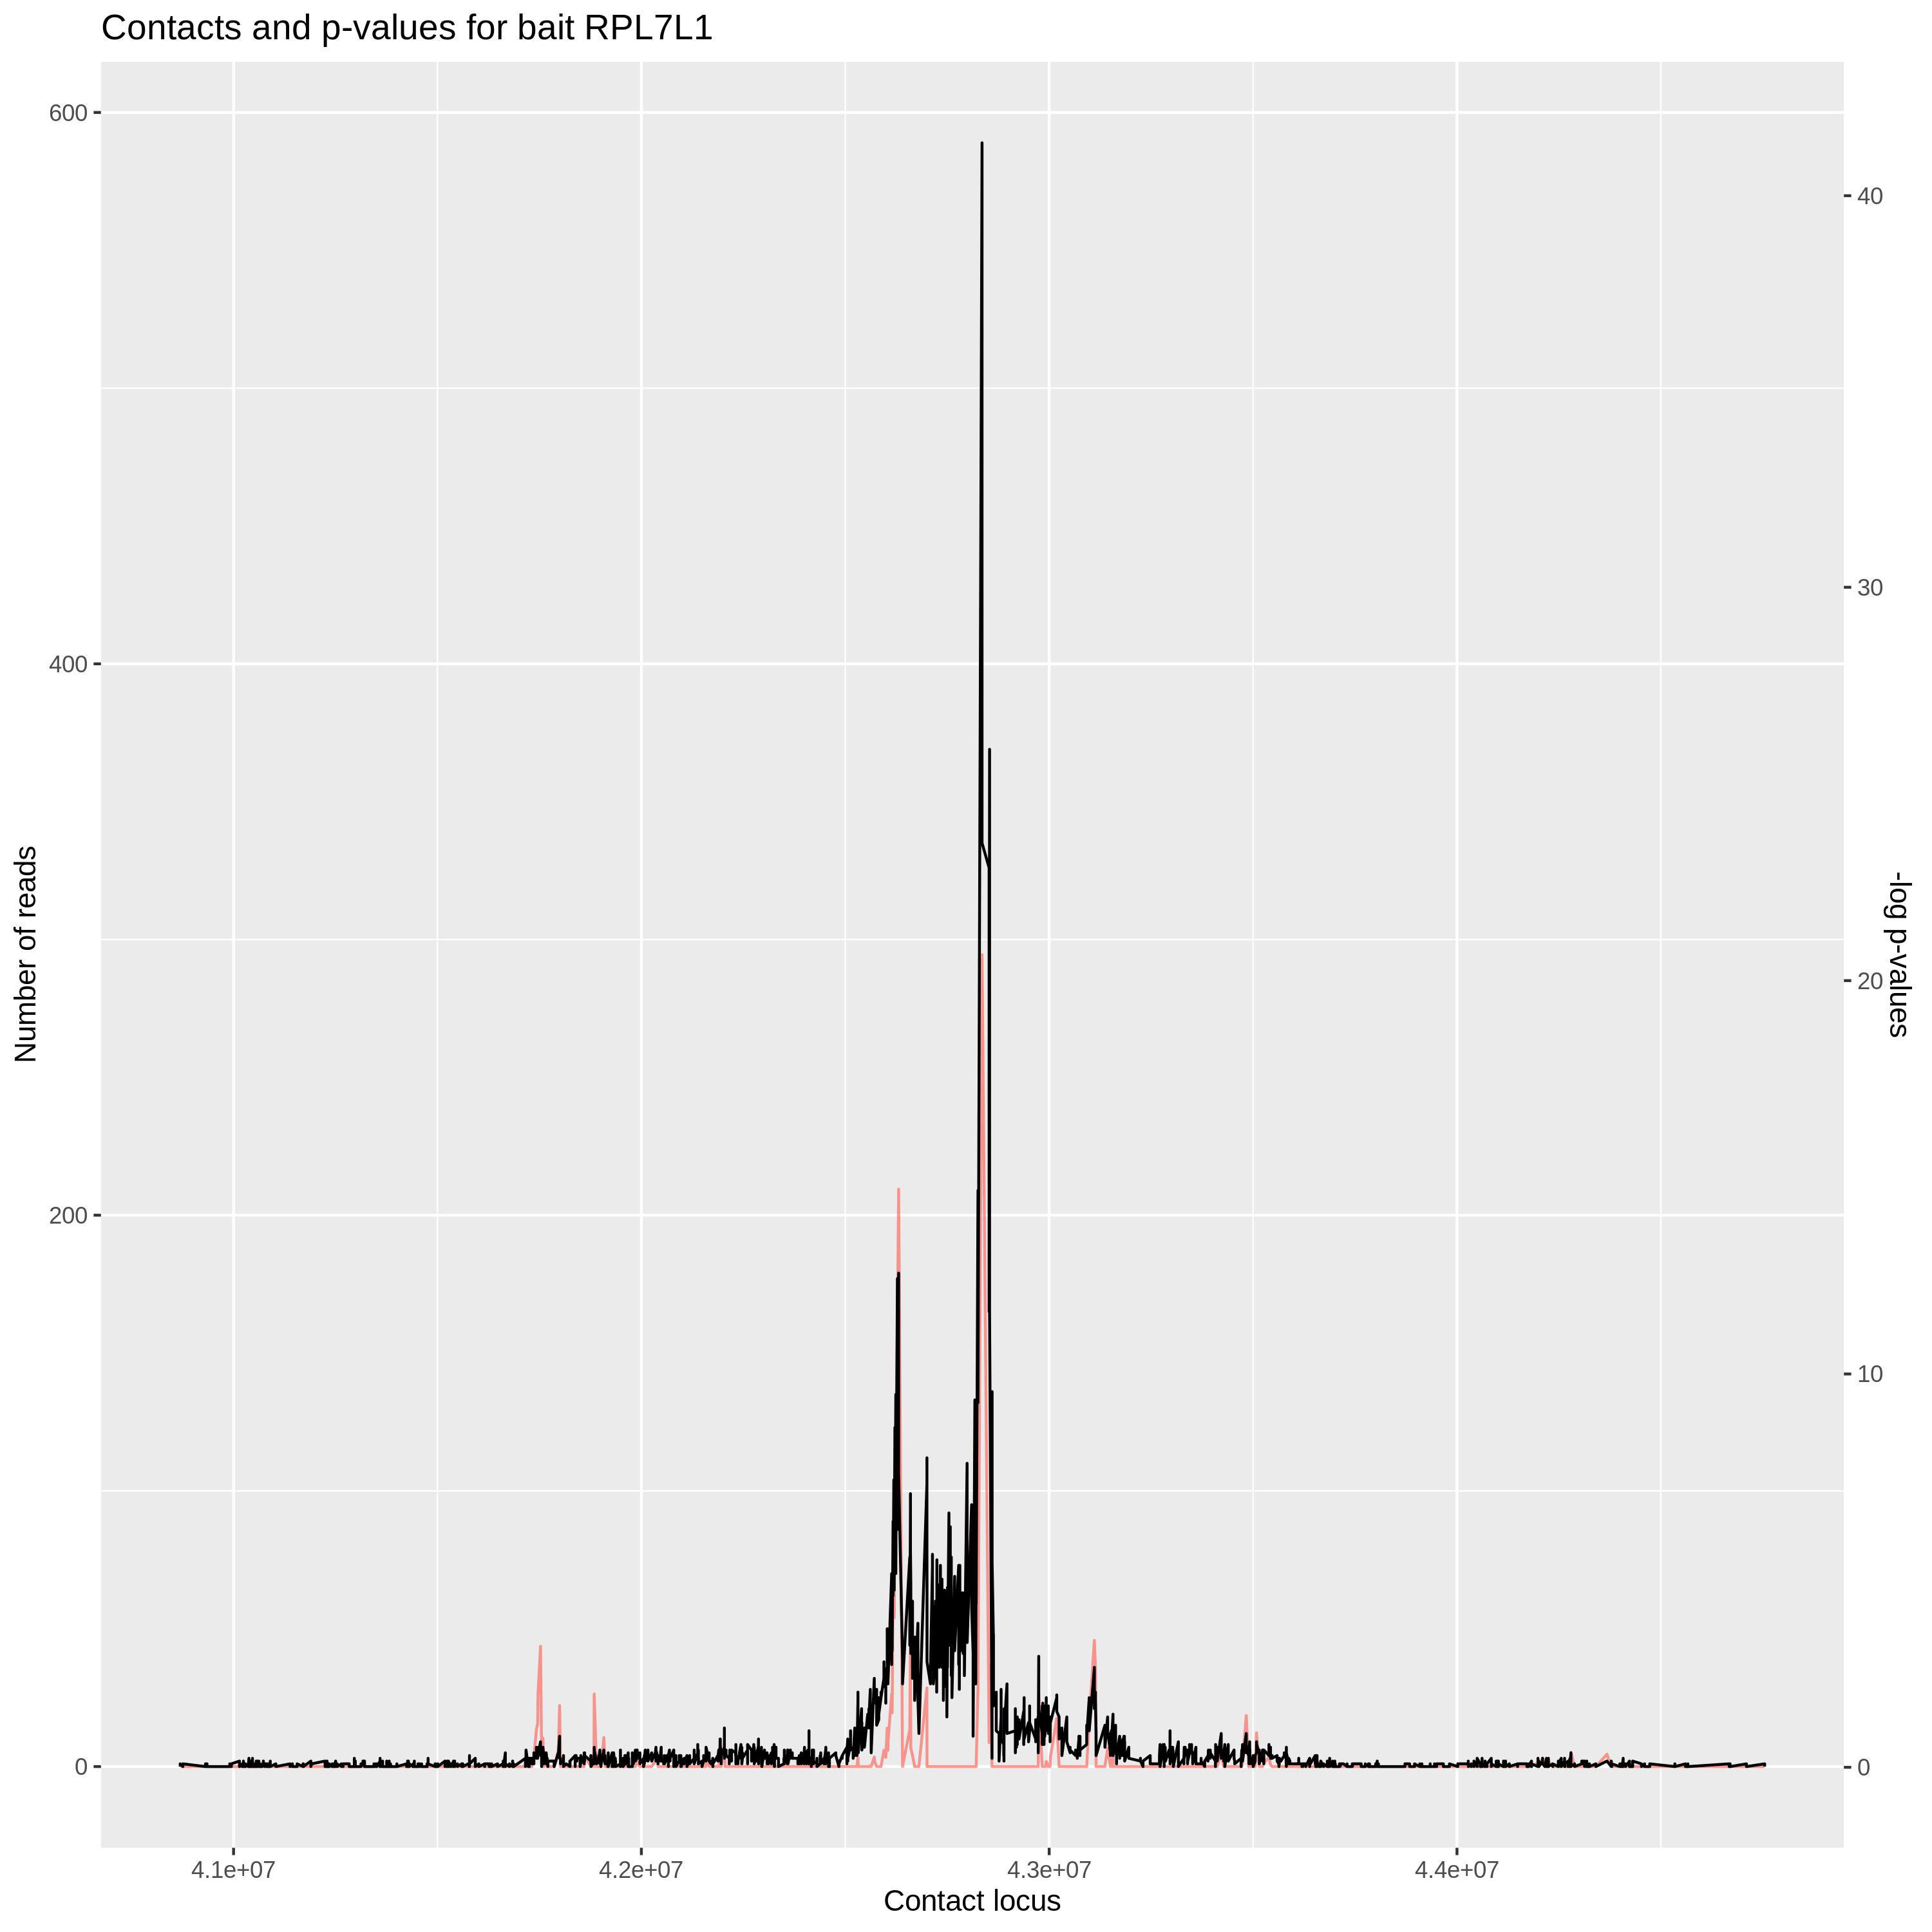 Contacts and p-values for bait RPL7L1
600
400
200
0
40
30
20
10
0
Number of reads
-log p-values
4.1e+07 4.2e+07 4.3e+07 4.4e+07
Contact locus